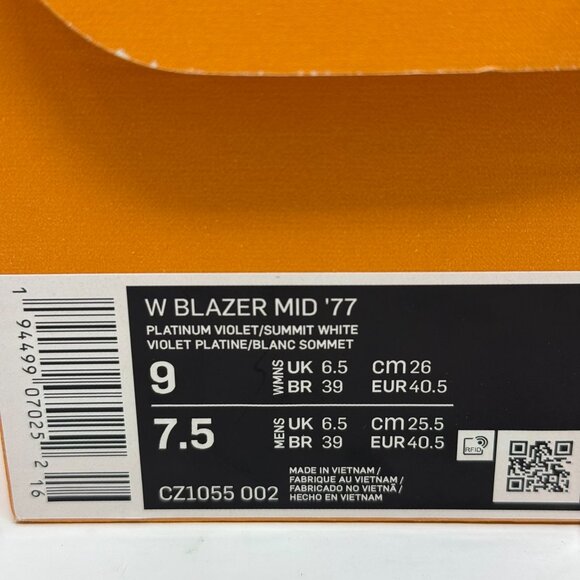 W BLAZER MID '77
PLATINUM VIOLET/SUMMIT WHITE
VIOLET PLATINE/BLANC SOMMET
9 WMNS UK 6.5 CM 26
BR 39 EUR 40.5
7.5 MENS UK 6.5 CM 25.5
BR 39 EUR 40.5
RFID
MADE IN VIETNAM /
FABRIQUE AU VIETNAM /
FABRICADO NO VIETNÃ /
HECHO EN VIETNAM
CZ1055 002
1 94499 07025 2 16